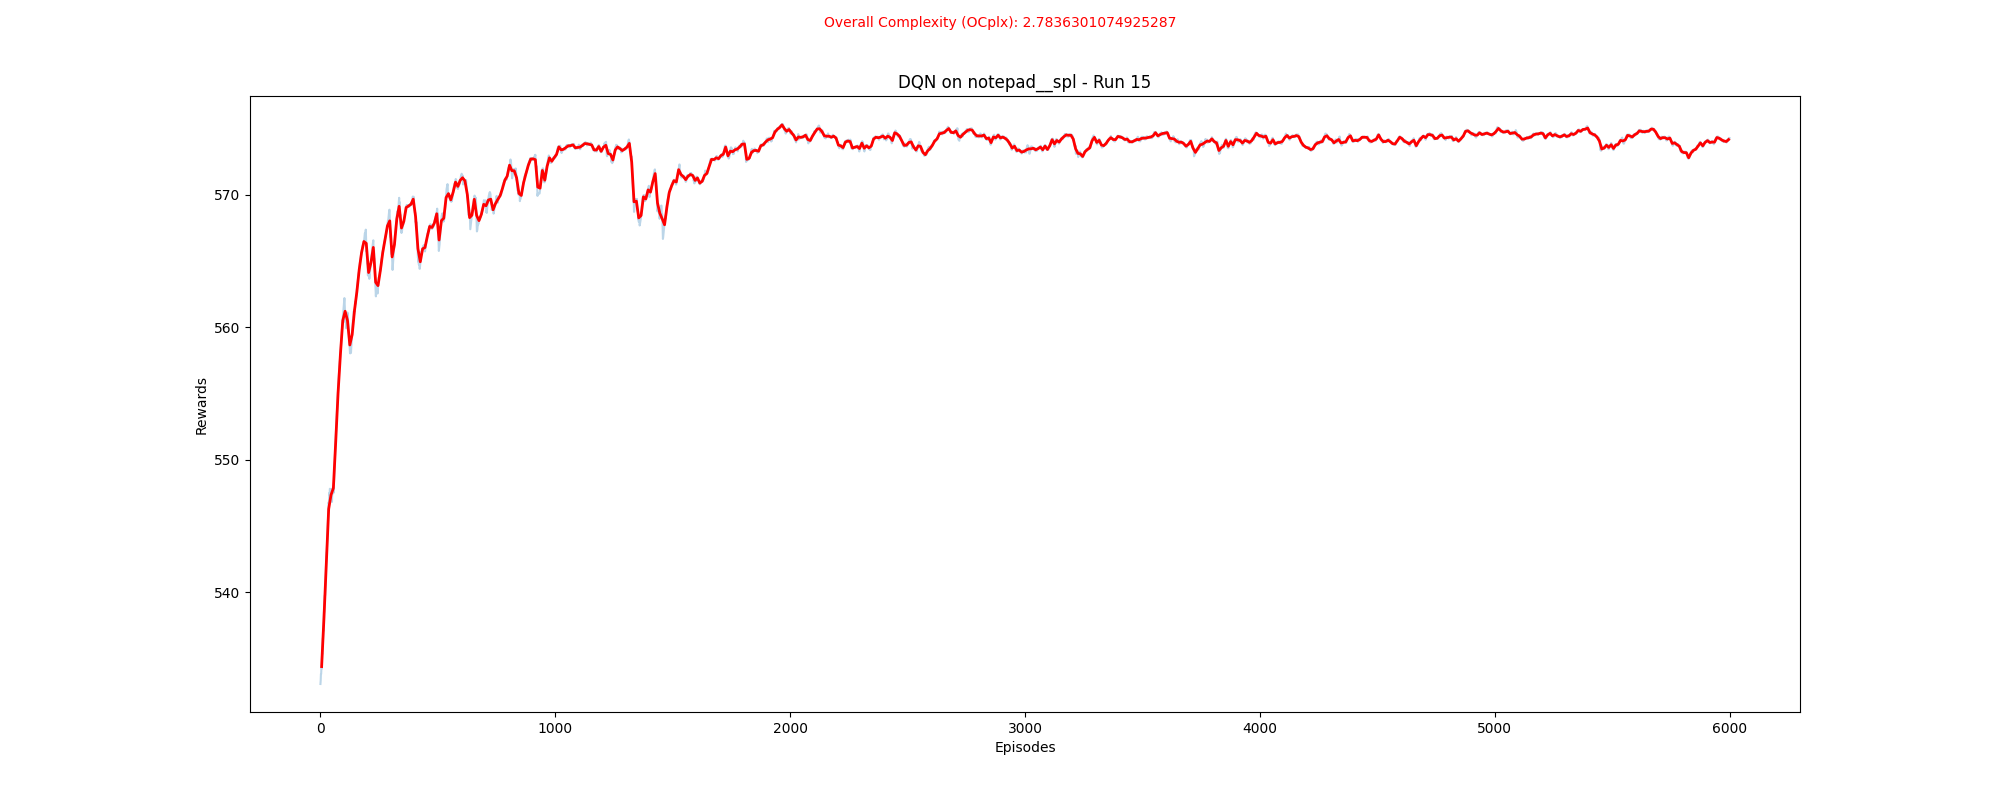 Overall Complexity (OCplx): 2.7836301074925287
DQN on notepad__spl - Run 15
570
560
550
540
Rewards
0 1000 2000 3000 4000 5000 6000
Episodes